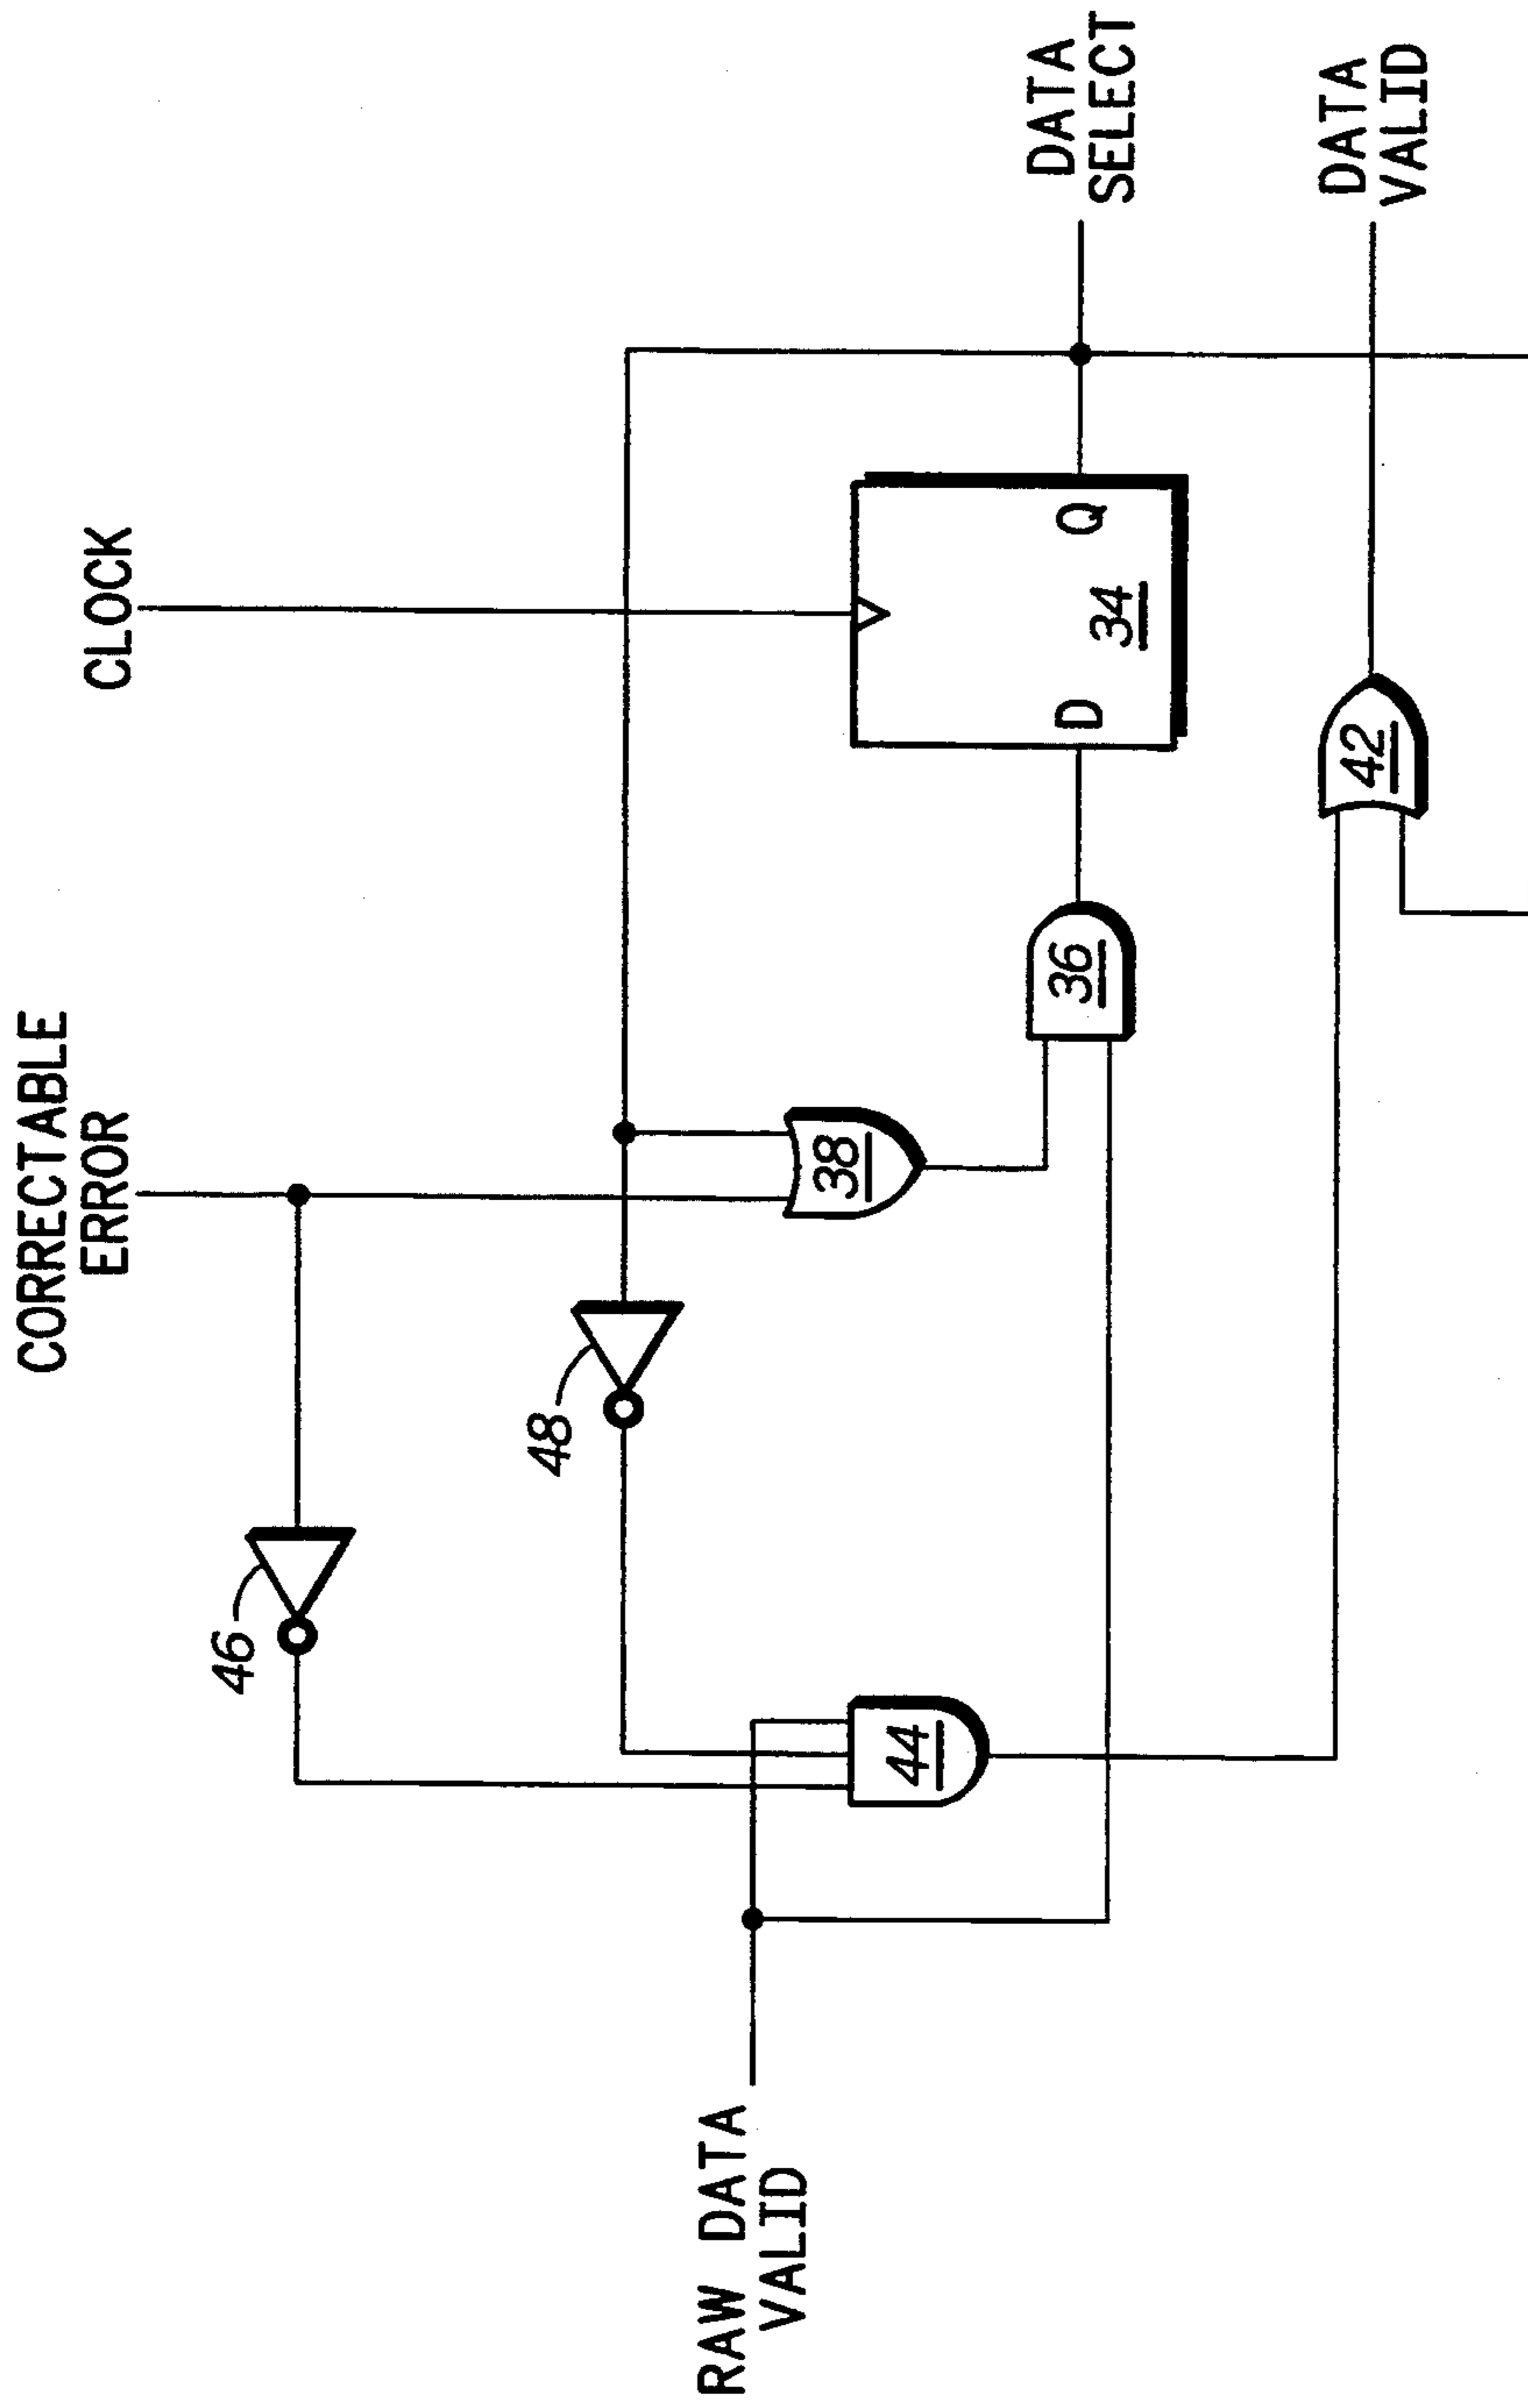 CORRECTABLE
ERROR
CLOCK
46
48
RAW DATA
VALID
44
38
36
D
Q
34
DATA
SELECT
42
DATA
VALID